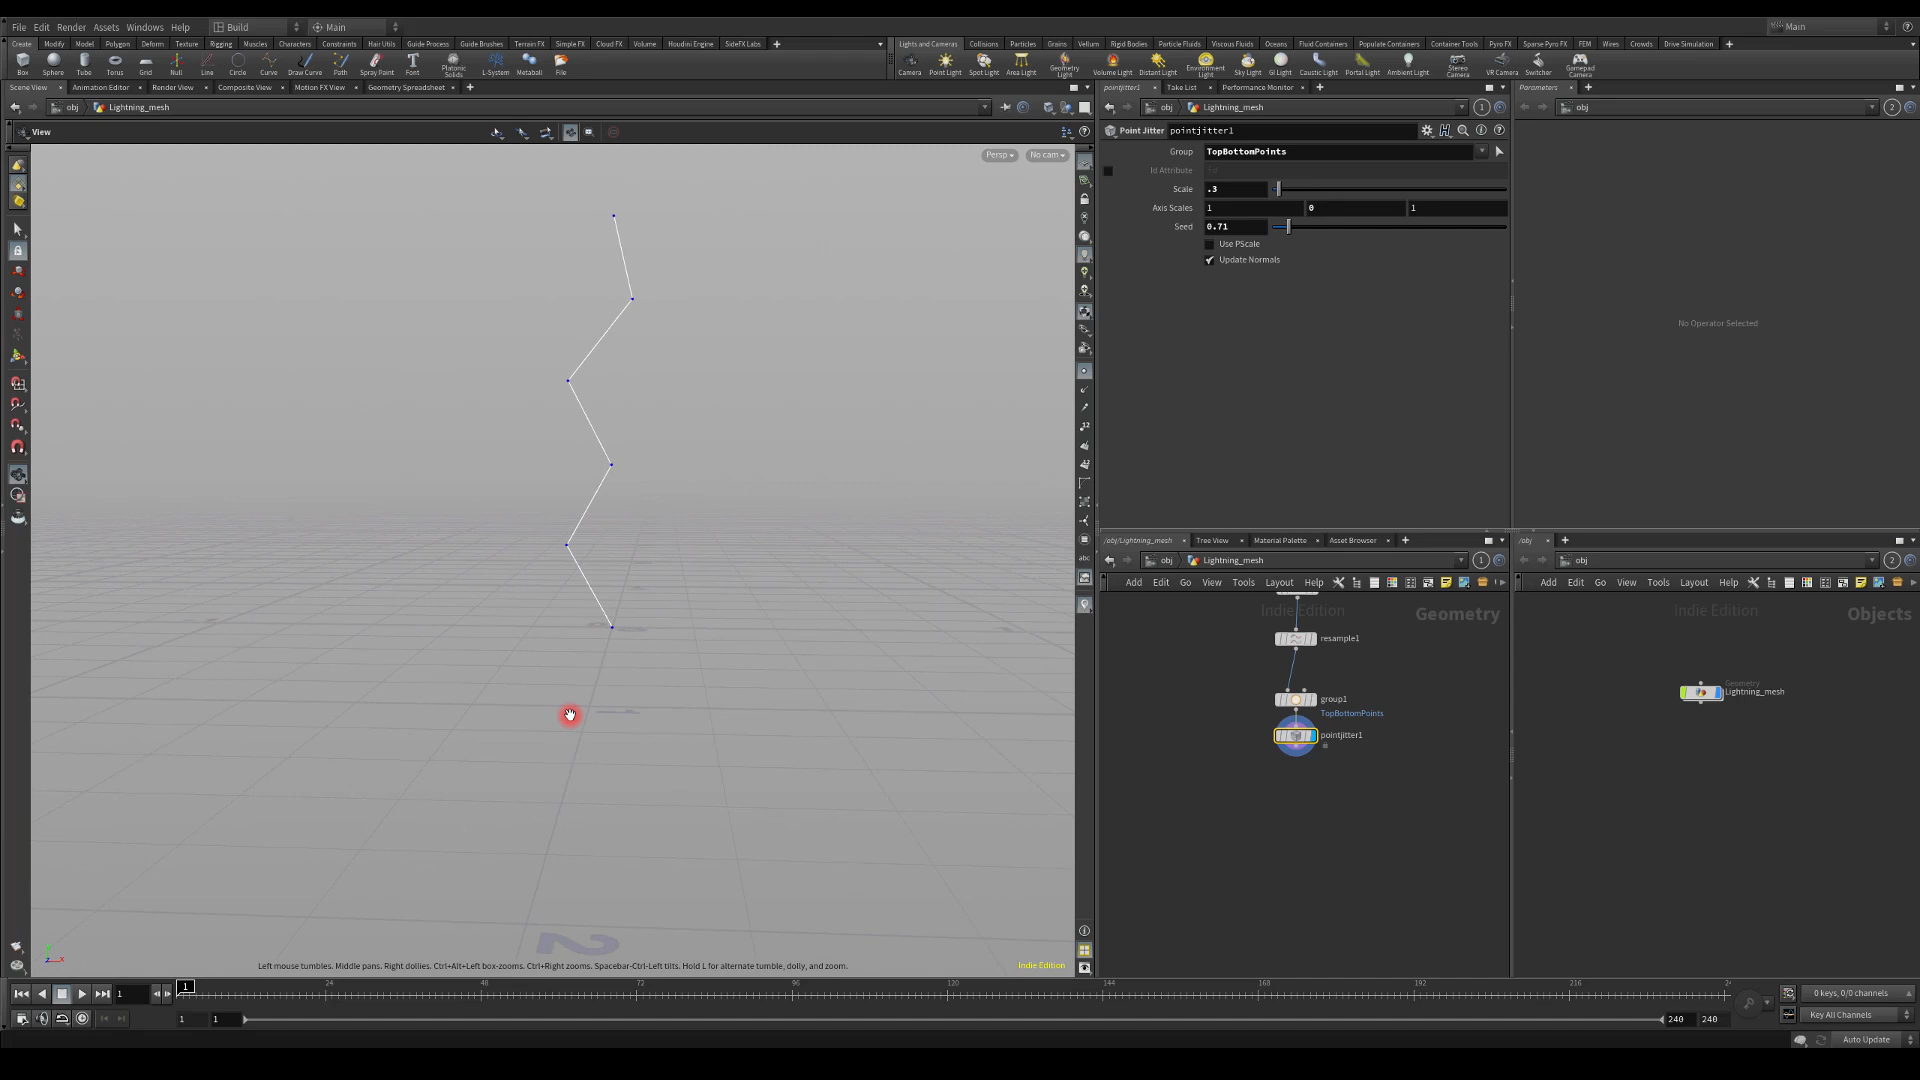 File Edit Render Assets Windows Help Build Main Main
Create Modify Model Polygon Deform Texture Rigging Muscles Characters Constraints Hair Utils Guide Process Guide Brushes Terrain FX Simple FX Cloud FX Volume Houdini Engine SideFX Labs
Lights and Cameras Collisions Particles Grains Vellum Rigid Bodies Particle Fluids Viscous Fluids Oceans Fluid Containers Populate Containers Container Tools Pyro FX Sparse Pyro FX FEM Wires Crowds Drive Simulation
Box Sphere Tube Torus Grid Null Line Circle Curve Draw Curve Path Spray Paint Font Platonic Solids L-System Metaball File
Camera Point Light Spot Light Area Light Geometry Light Volume Light Distant Light Environment Light Sky Light GI Light Caustic Light Portal Light Ambient Light Stereo Camera VR Camera Switcher Gamepad Camera
Scene View Animation Editor Render View Composite View Motion FX View Geometry Spreadsheet
obj Lightning_mesh
View
Persp No cam
pointjitter1 Take List Performance Monitor
obj Lightning_mesh 1
Point Jitter pointjitter1
Group TopBottomPoints
Id Attribute id
Scale .3
Axis Scales 1 0 1
Seed 0.71
Use PScale
Update Normals
Parameters
obj 2
No Operator Selected
/obj/Lightning_mesh Tree View Material Palette Asset Browser
obj Lightning_mesh 1
Add Edit Go View Tools Layout Help
Indie Edition Geometry
resample1
group1
TopBottomPoints
pointjitter1
/obj
obj 2
Add Edit Go View Tools Layout Help
Indie Edition Objects
Geometry
Lightning_mesh
12
abc
2
Left mouse tumbles. Middle pans. Right dollies. Ctrl+Alt+Left box-zooms. Ctrl+Right zooms. Spacebar-Ctrl-Left tilts. Hold L for alternate tumble, dolly, and zoom.
Indie Edition
1 1 24 48 72 96 120 144 168 192 216 24
0 keys, 0/0 channels
1 1 240 240
Key All Channels
Auto Update